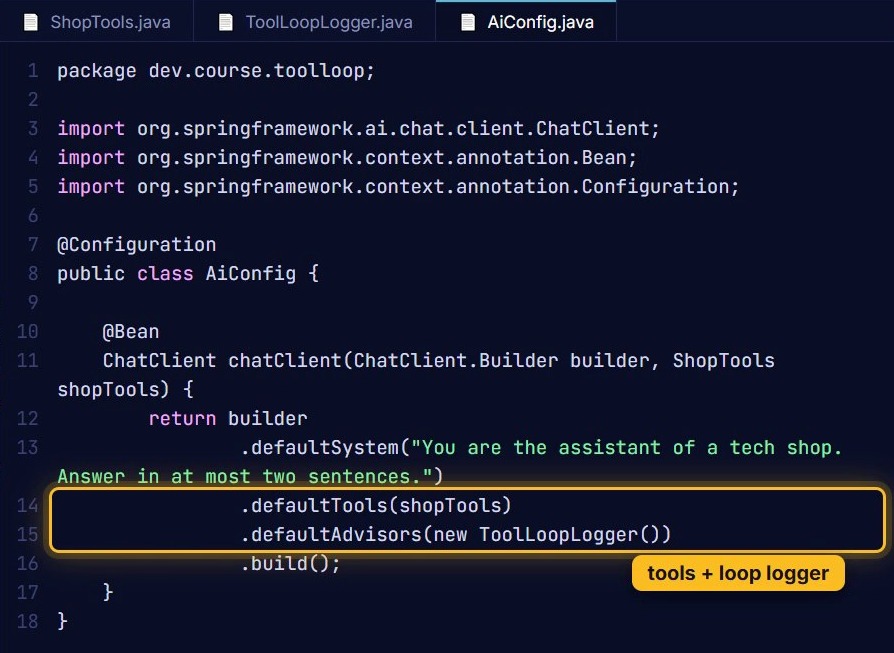 ShopTools.java ToolLoopLogger.java AiConfig.java
1 package dev.course.toolloop;
2
3 import org.springframework.ai.chat.client.ChatClient;
4 import org.springframework.context.annotation.Bean;
5 import org.springframework.context.annotation.Configuration;
6
7 @Configuration
8 public class AiConfig {
9
10 @Bean
11 ChatClient chatClient(ChatClient.Builder builder, ShopTools
shopTools) {
12 return builder
13 .defaultSystem("You are the assistant of a tech shop.
Answer in at most two sentences.")
14 .defaultTools(shopTools)
15 .defaultAdvisors(new ToolLoopLogger())
16 .build();
tools + loop logger
17 }
18 }